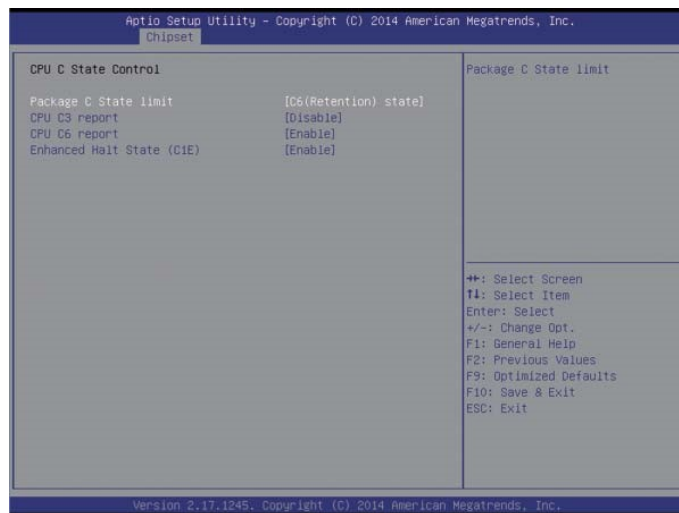 Aptio Setup Utility – Copyright (C) 2014 American Megatrends, Inc.
Chipset
CPU C State Control
Package C State limit [C6(Retention) state]
CPU C3 report [Disable]
CPU C6 report [Enable]
Enhanced Halt State (C1E) [Enable]
Package C State limit
→←: Select Screen
↑↓: Select Item
Enter: Select
+/-: Change Opt.
F1: General Help
F2: Previous Values
F9: Optimized Defaults
F10: Save & Exit
ESC: Exit
Version 2.17.1245. Copyright (C) 2014 American Megatrends, Inc.